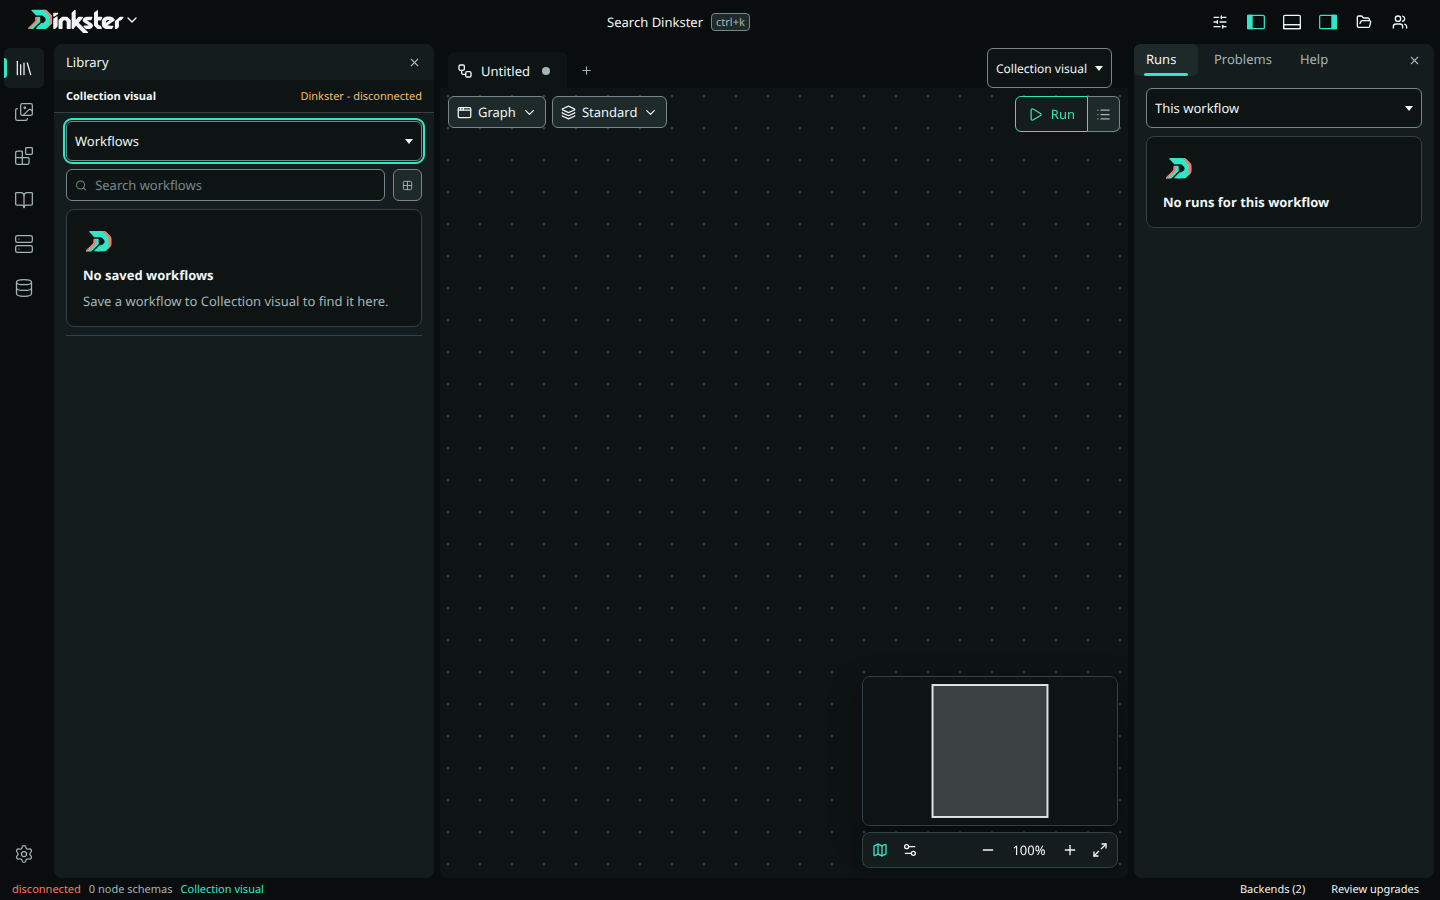 Dinkster
Search Dinkster ctrl+k
Library
Collection visual
Dinkster - disconnected
Workflows
Search workflows
No saved workflows
Save a workflow to Collection visual to find it here.
Untitled
Collection visual
Graph
Standard
Run
100%
Runs
Problems
Help
This workflow
No runs for this workflow
disconnected
0 node schemas
Collection visual
Backends (2)
Review upgrades